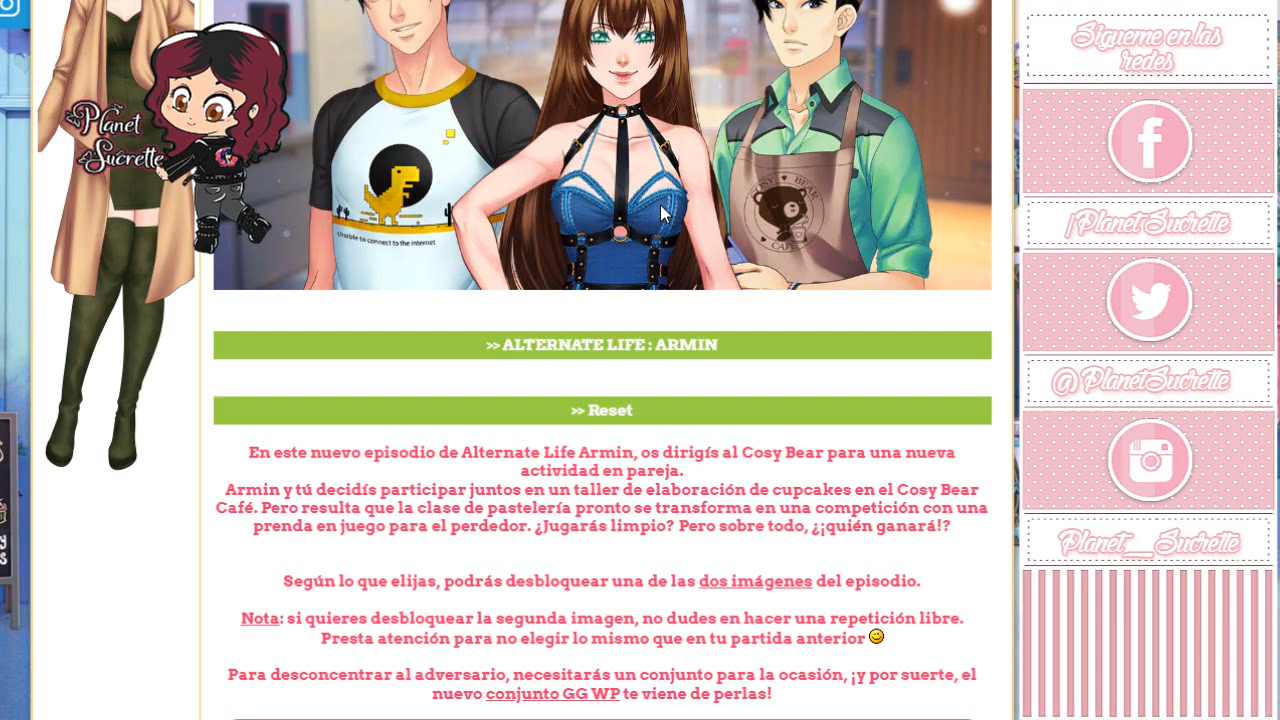 Planet
Sucrette
Unable to connect to the Internet
COSY BEAR
CAFÉ
>> ALTERNATE LIFE : ARMIN
>> Reset
En este nuevo episodio de Alternate Life Armin, os dirigís al Cosy Bear para una nueva
actividad en pareja.
Armin y tú decidís participar juntos en un taller de elaboración de cupcakes en el Cosy Bear
Café. Pero resulta que la clase de pastelería pronto se transforma en una competición con una
prenda en juego para el perdedor. ¿Jugarás limpio? Pero sobre todo, ¿¡quién ganará!?
Según lo que elijas, podrás desbloquear una de las dos imágenes del episodio.
Nota: si quieres desbloquear la segunda imagen, no dudes en hacer una repetición libre.
Presta atención para no elegir lo mismo que en tu partida anterior
Para desconcentrar al adversario, necesitarás un conjunto para la ocasión, ¡y por suerte, el
nuevo conjunto GG WP te viene de perlas!
Sigueme en las
redes
/PlanetSucrette
@PlanetSucrette
Planet__Sucrette